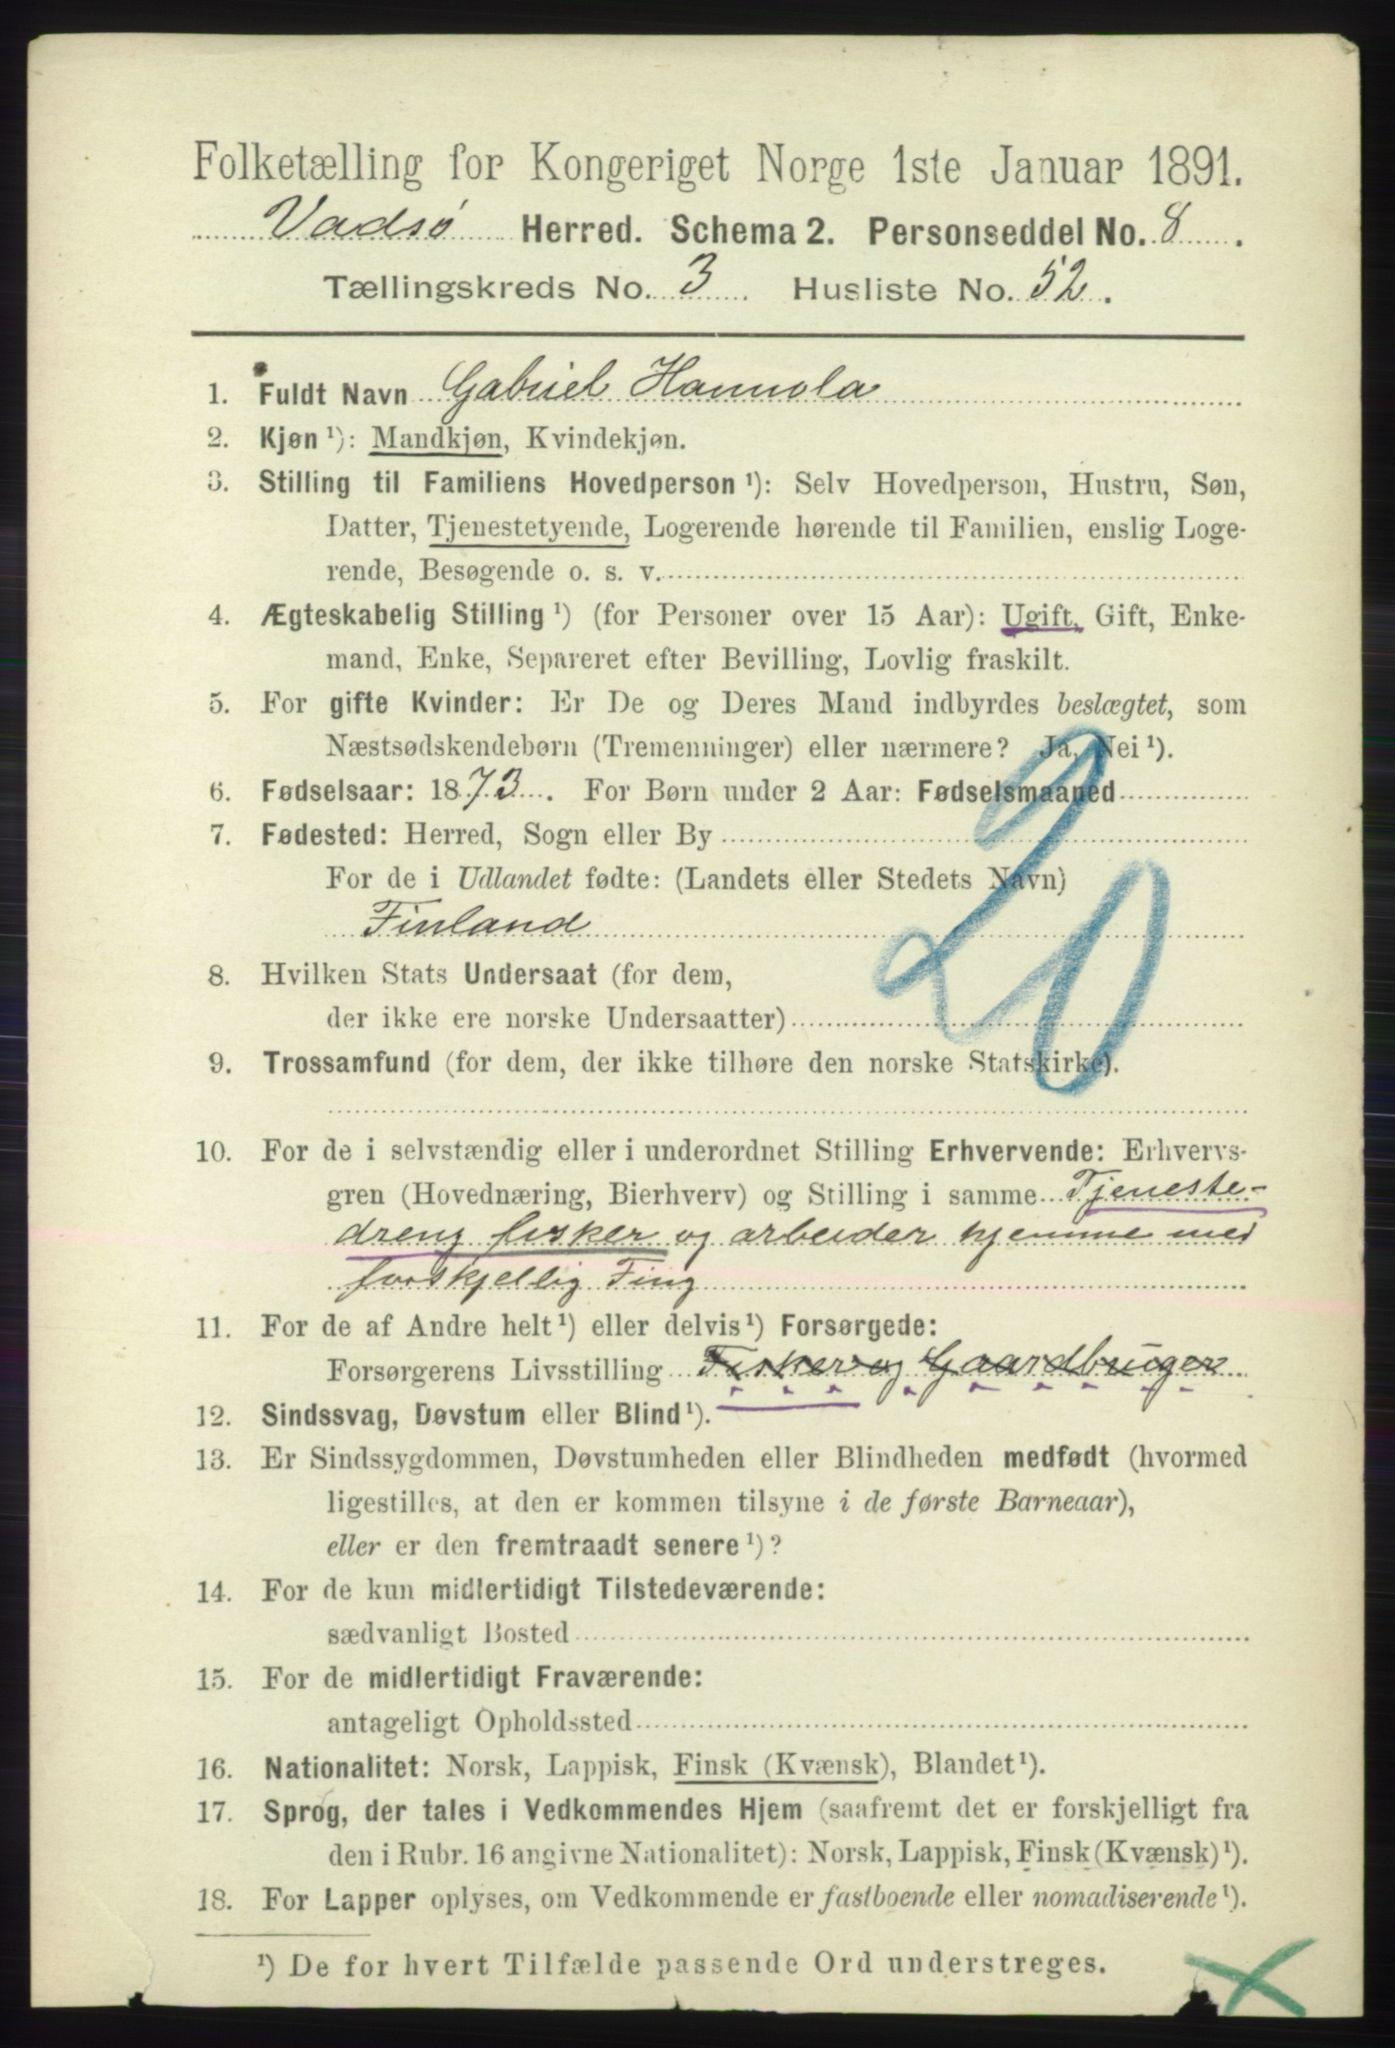 Folketælling for Kongeriget Norge 1ste Januar 1891.
Vadsø Herred. Schema 2. Personseddel No. 8.
Tællingskreds No. 3 Husliste No. 52.
1. Fuldt Navn Gabriel Hannola
2. Kjøn ¹): Mandkjøn, Kvindekjøn.
3. Stilling til Familiens Hovedperson ¹): Selv Hovedperson, Hustru, Søn,
Datter, Tjenestetyende, Logerende hørende til Familien, enslig Loge-
rende, Besøgende o. s. v.
4. Ægteskabelig Stilling ¹) (for Personer over 15 Aar): Ugift, Gift, Enke-
mand, Enke, Separeret efter Bevilling, Lovlig fraskilt.
5. For gifte Kvinder: Er De og Deres Mand indbyrdes beslægtet, som
Næstsødskendebørn (Tremenninger) eller nærmere? Ja, Nei ¹).
6. Fødselsaar: 1873. For Børn under 2 Aar: Fødselsmaaned
7. Fødested: Herred, Sogn eller By
For de i Udlandet fødte: (Landets eller Stedets Navn)
Finland
20
8. Hvilken Stats Undersaat (for dem,
der ikke ere norske Undersaatter)
9. Trossamfund (for dem, der ikke tilhøre den norske Statskirke).
10. For de i selvstændig eller i underordnet Stilling Erhvervende: Erhvervs-
gren (Hovednæring, Bierhverv) og Stilling i samme Tjeneste-
dreng fisker og arbeider hjemme med
forskjellig Ting
11. For de af Andre helt ¹) eller delvis ¹) Forsørgede:
Forsørgerens Livsstilling Fisker og Gaardbruger
12. Sindssvag, Døvstum eller Blind ¹).
13. Er Sindssygdommen, Døvstumheden eller Blindheden medfødt (hvormed
ligestilles, at den er kommen tilsyne i de første Barneaar),
eller er den fremtraadt senere ¹)?
14. For de kun midlertidigt Tilstedeværende:
sædvanligt Bosted
15. For de midlertidigt Fraværende:
antageligt Opholdssted
16. Nationalitet: Norsk, Lappisk, Finsk (Kvænsk), Blandet ¹).
17. Sprog, der tales i Vedkommendes Hjem (saafremt det er forskjelligt fra
den i Rubr. 16 angivne Nationalitet): Norsk, Lappisk, Finsk (Kvænsk) ¹).
18. For Lapper oplyses, om Vedkommende er fastboende eller nomadiserende ¹).
¹) De for hvert Tilfælde passende Ord understreges.